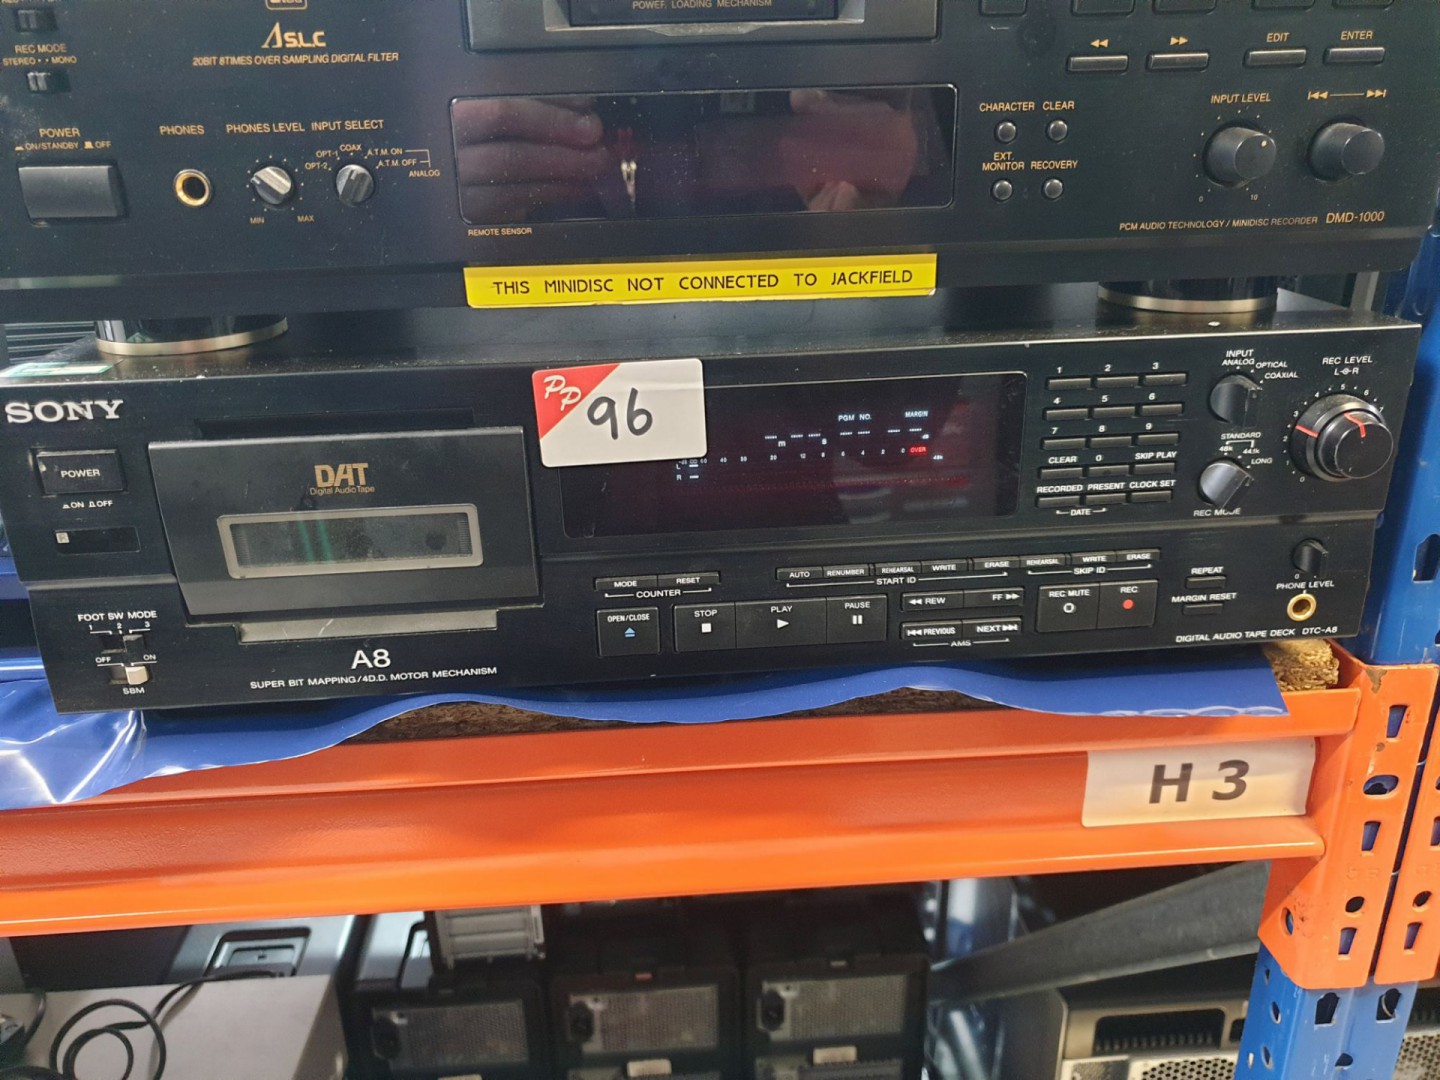 POWER, LOADING MECHANISM
ASLC
20BIT 8TIMES OVER SAMPLING DIGITAL FILTER
REC MODE
STEREO MONO
POWER
ON/STANDBY OFF
PHONES
PHONES LEVEL
MIN MAX
INPUT SELECT
OPT-2 OPT-1 COAX A.T.M. ON
A.T.M. OFF
ANALOG
REMOTE SENSOR
EDIT ENTER
CHARACTER CLEAR
EXT. MONITOR RECOVERY
INPUT LEVEL
0 10
PCM AUDIO TECHNOLOGY / MINIDISC RECORDER DMD-1000
THIS MINIDISC NOT CONNECTED TO JACKFIELD
SONY
POWER
ON OFF
DAT
Digital Audio Tape
PP 96
PGM NO. MARGIN
m s dB
OVER
L
R
1 2 3
4 5 6
7 8 9
CLEAR 0 SKIP PLAY
RECORDED PRESENT CLOCK SET
DATE
INPUT
ANALOG OPTICAL
COAXIAL
REC LEVEL
L R
STANDARD
48k 44.1k
LONG
REC MODE
FOOT SW MODE
1 2 3
OFF ON
SBM
A8
SUPER BIT MAPPING/4D.D. MOTOR MECHANISM
MODE RESET
COUNTER
AUTO RENUMBER REHEARSAL WRITE ERASE
START ID
REHEARSAL WRITE ERASE
SKIP ID
OPEN/CLOSE
STOP
PLAY
PAUSE
REW FF
PREVIOUS NEXT
AMS
REC MUTE REC
REPEAT
MARGIN RESET
PHONE LEVEL
DIGITAL AUDIO TAPE DECK DTC-A8
H 3